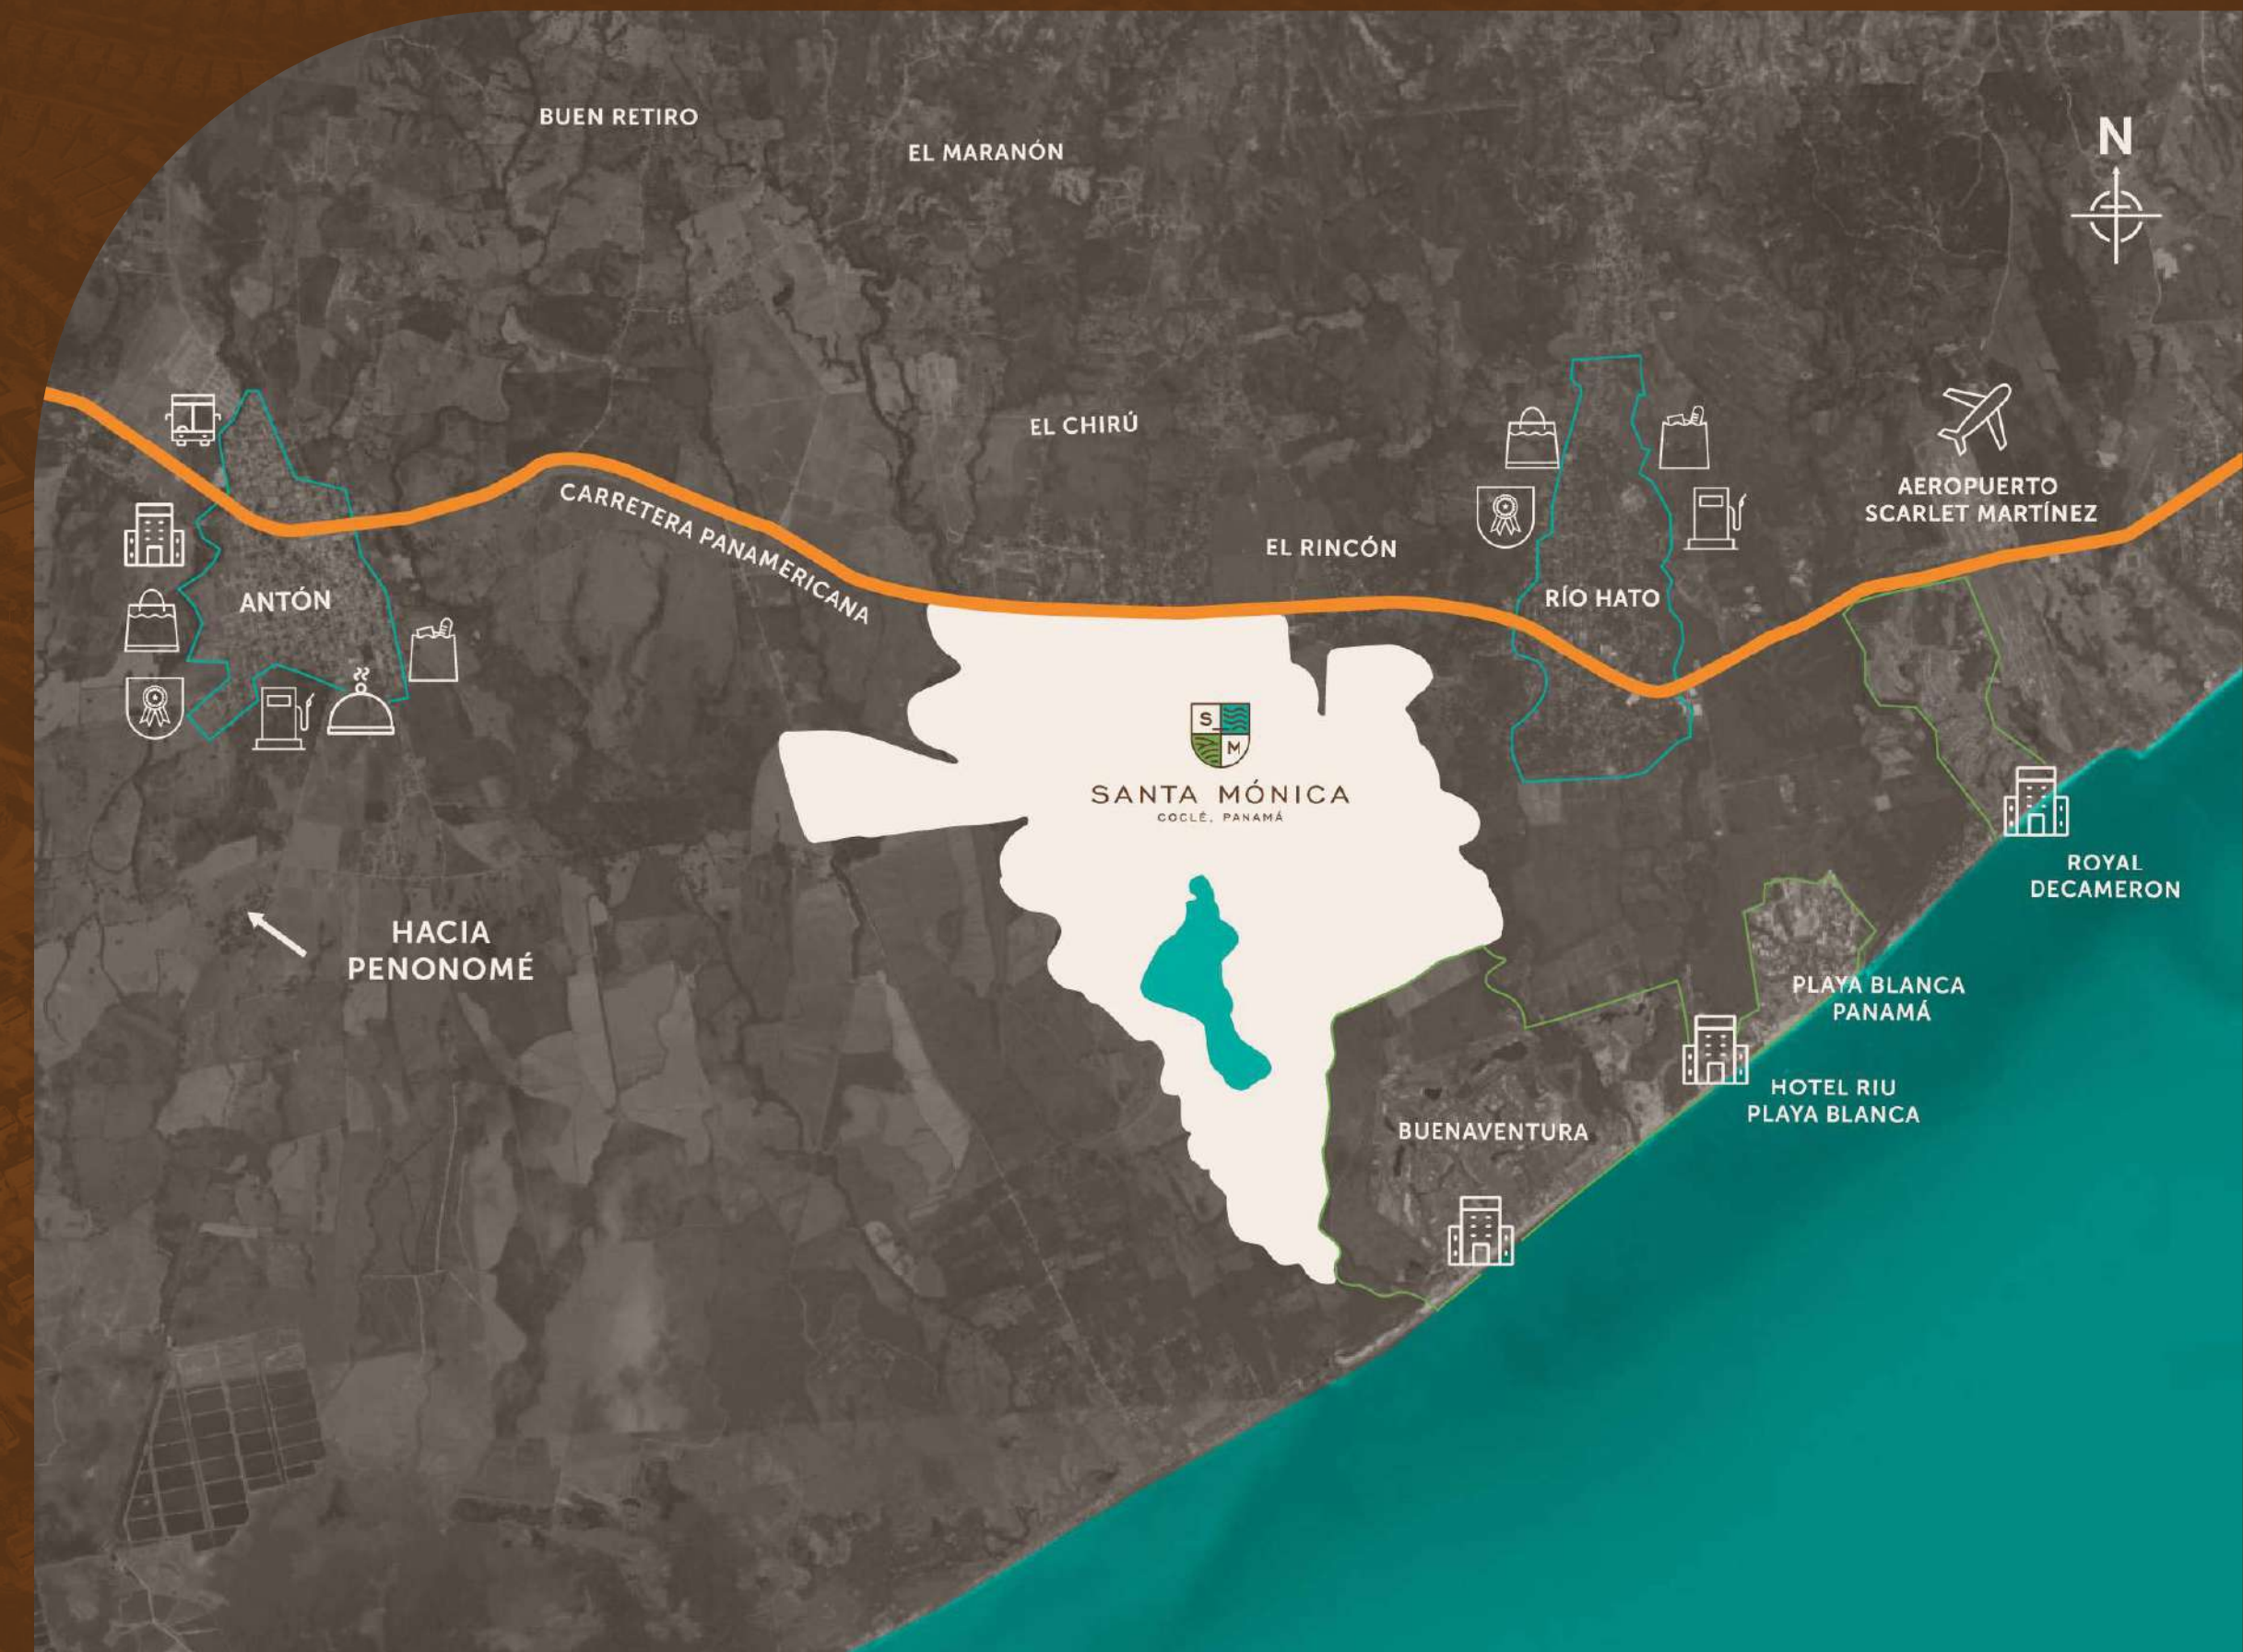 BUEN RETIRO
EL MARANÓN
N
EL CHIRÚ
AEROPUERTO
SCARLET MARTÍNEZ
CARRETERA PANAMERICANA
EL RINCÓN
ANTÓN
RÍO HATO
S
M
SANTA MÓNICA
COCLÉ, PANAMÁ
ROYAL
DECAMERON
HACIA
PENONOMÉ
PLAYA BLANCA
PANAMÁ
HOTEL RIU
PLAYA BLANCA
BUENAVENTURA